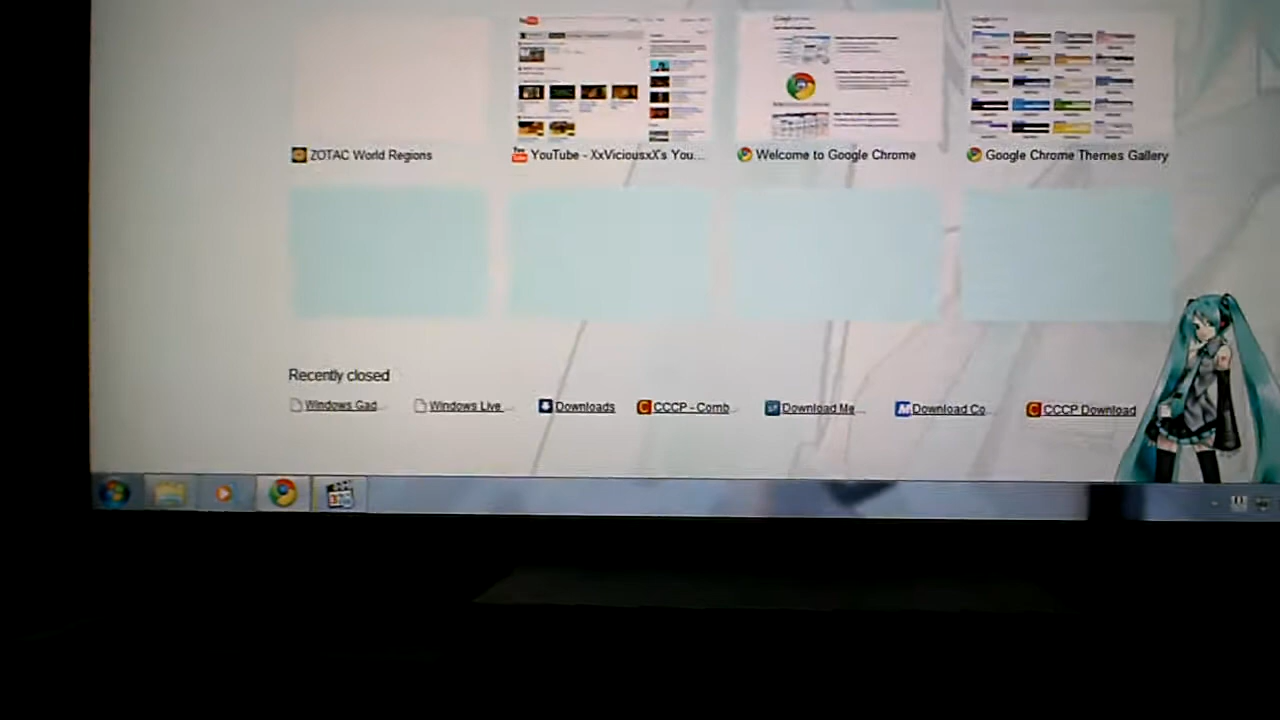 ZOTAC World Regions
YouTube - XxViciousxX's You...
Welcome to Google Chrome
Google Chrome Themes Gallery
Recently closed
Windows Gad...
Windows Live ...
Downloads
CCCP - Comb...
Download Me...
Download Co...
CCCP Download